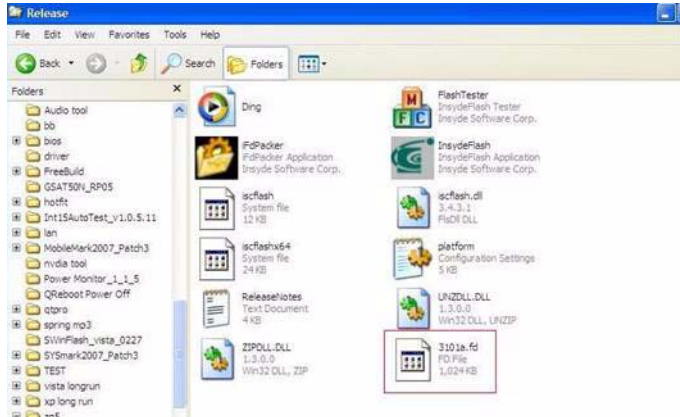 Release
File Edit View Favorites Tools Help
Back Search Folders
Folders
Audio tool
bb
bios
driver
FreeBuild
GSAT50N_RP05
hotfit
Int15AutoTest_v1.0.5.11
lan
MobileMark2007_Patch3
nvdia tool
Power Monitor_1_1_5
QReboot Power Off
qtpro
spring mp3
SWinFlash_vista_0227
SYSmark2007_Patch3
TEST
vista longrun
xp long run
Ding
FlashTester
InsydeFlash Tester
Insyde Software Corp.
iFdPacker
iFdPacker Application
Insyde Software Corp.
InsydeFlash
InsydeFlash Application
Insyde Software Corp.
iscflash
System file
12 KB
iscflash.dll
3.4.3.1
FlsDll DLL
iscflashx64
System file
24 KB
platform
Configuration Settings
5 KB
ReleaseNotes
Text Document
4 KB
UNZDLL.DLL
1.3.0.0
Win32 DLL, UNZIP
ZIPDLL.DLL
1.3.0.0
Win32 DLL, ZIP
3101a.fd
FD File
1,024 KB